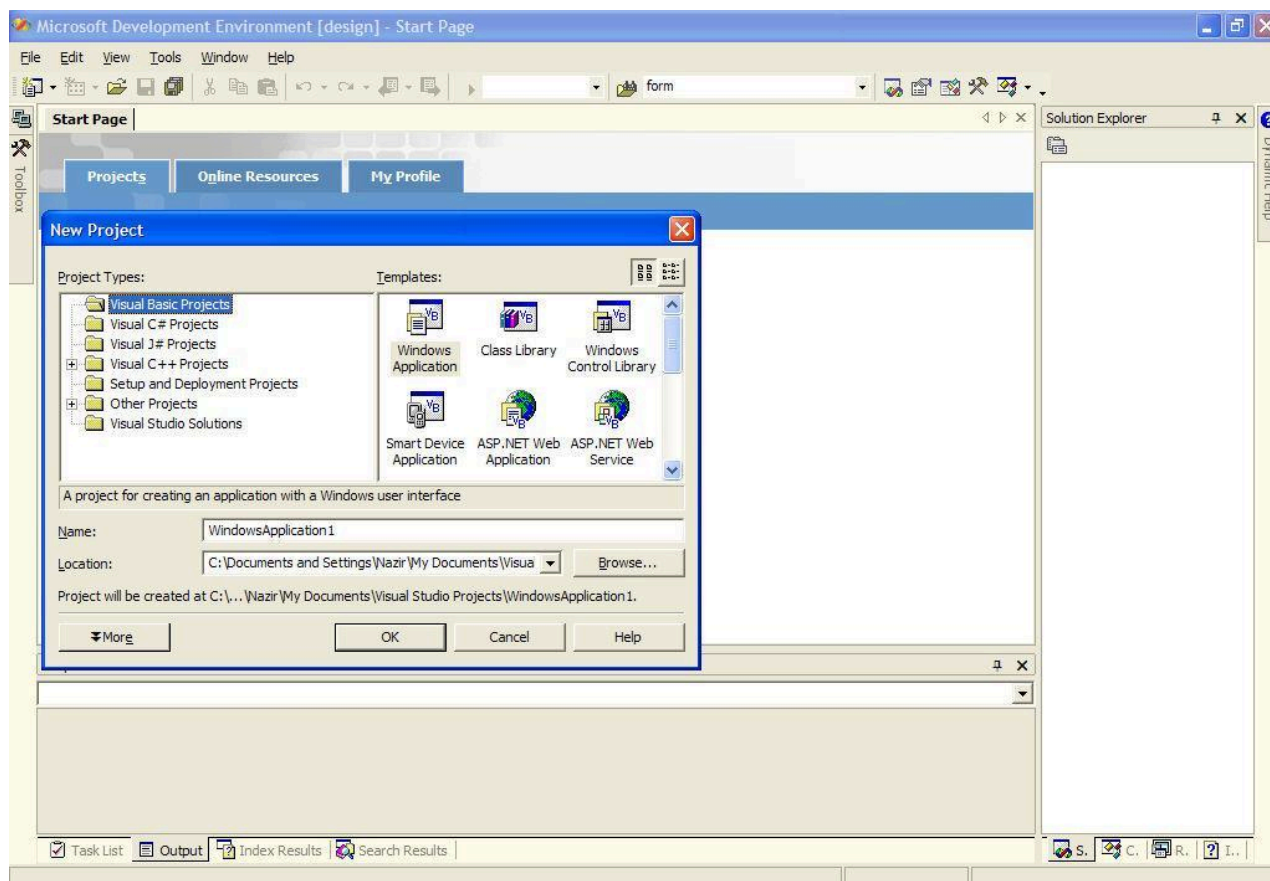 Microsoft Development Environment [design] - Start Page
File Edit View Tools Window Help
form
Start Page
Solution Explorer
Toolbox
Dynamic Help
Projects Online Resources My Profile
New Project
Project Types: Templates:
Visual Basic Projects
Visual C# Projects
Visual J# Projects
Visual C++ Projects
Setup and Deployment Projects
Other Projects
Visual Studio Solutions
Windows Application
Class Library
Windows Control Library
Smart Device Application
ASP.NET Web Application
ASP.NET Web Service
A project for creating an application with a Windows user interface
Name: WindowsApplication1
Location: C:\Documents and Settings\Nazir\My Documents\Visua Browse...
Project will be created at C:\...\Nazir\My Documents\Visual Studio Projects\WindowsApplication1.
More OK Cancel Help
Task List Output Index Results Search Results
S. C. R. I..